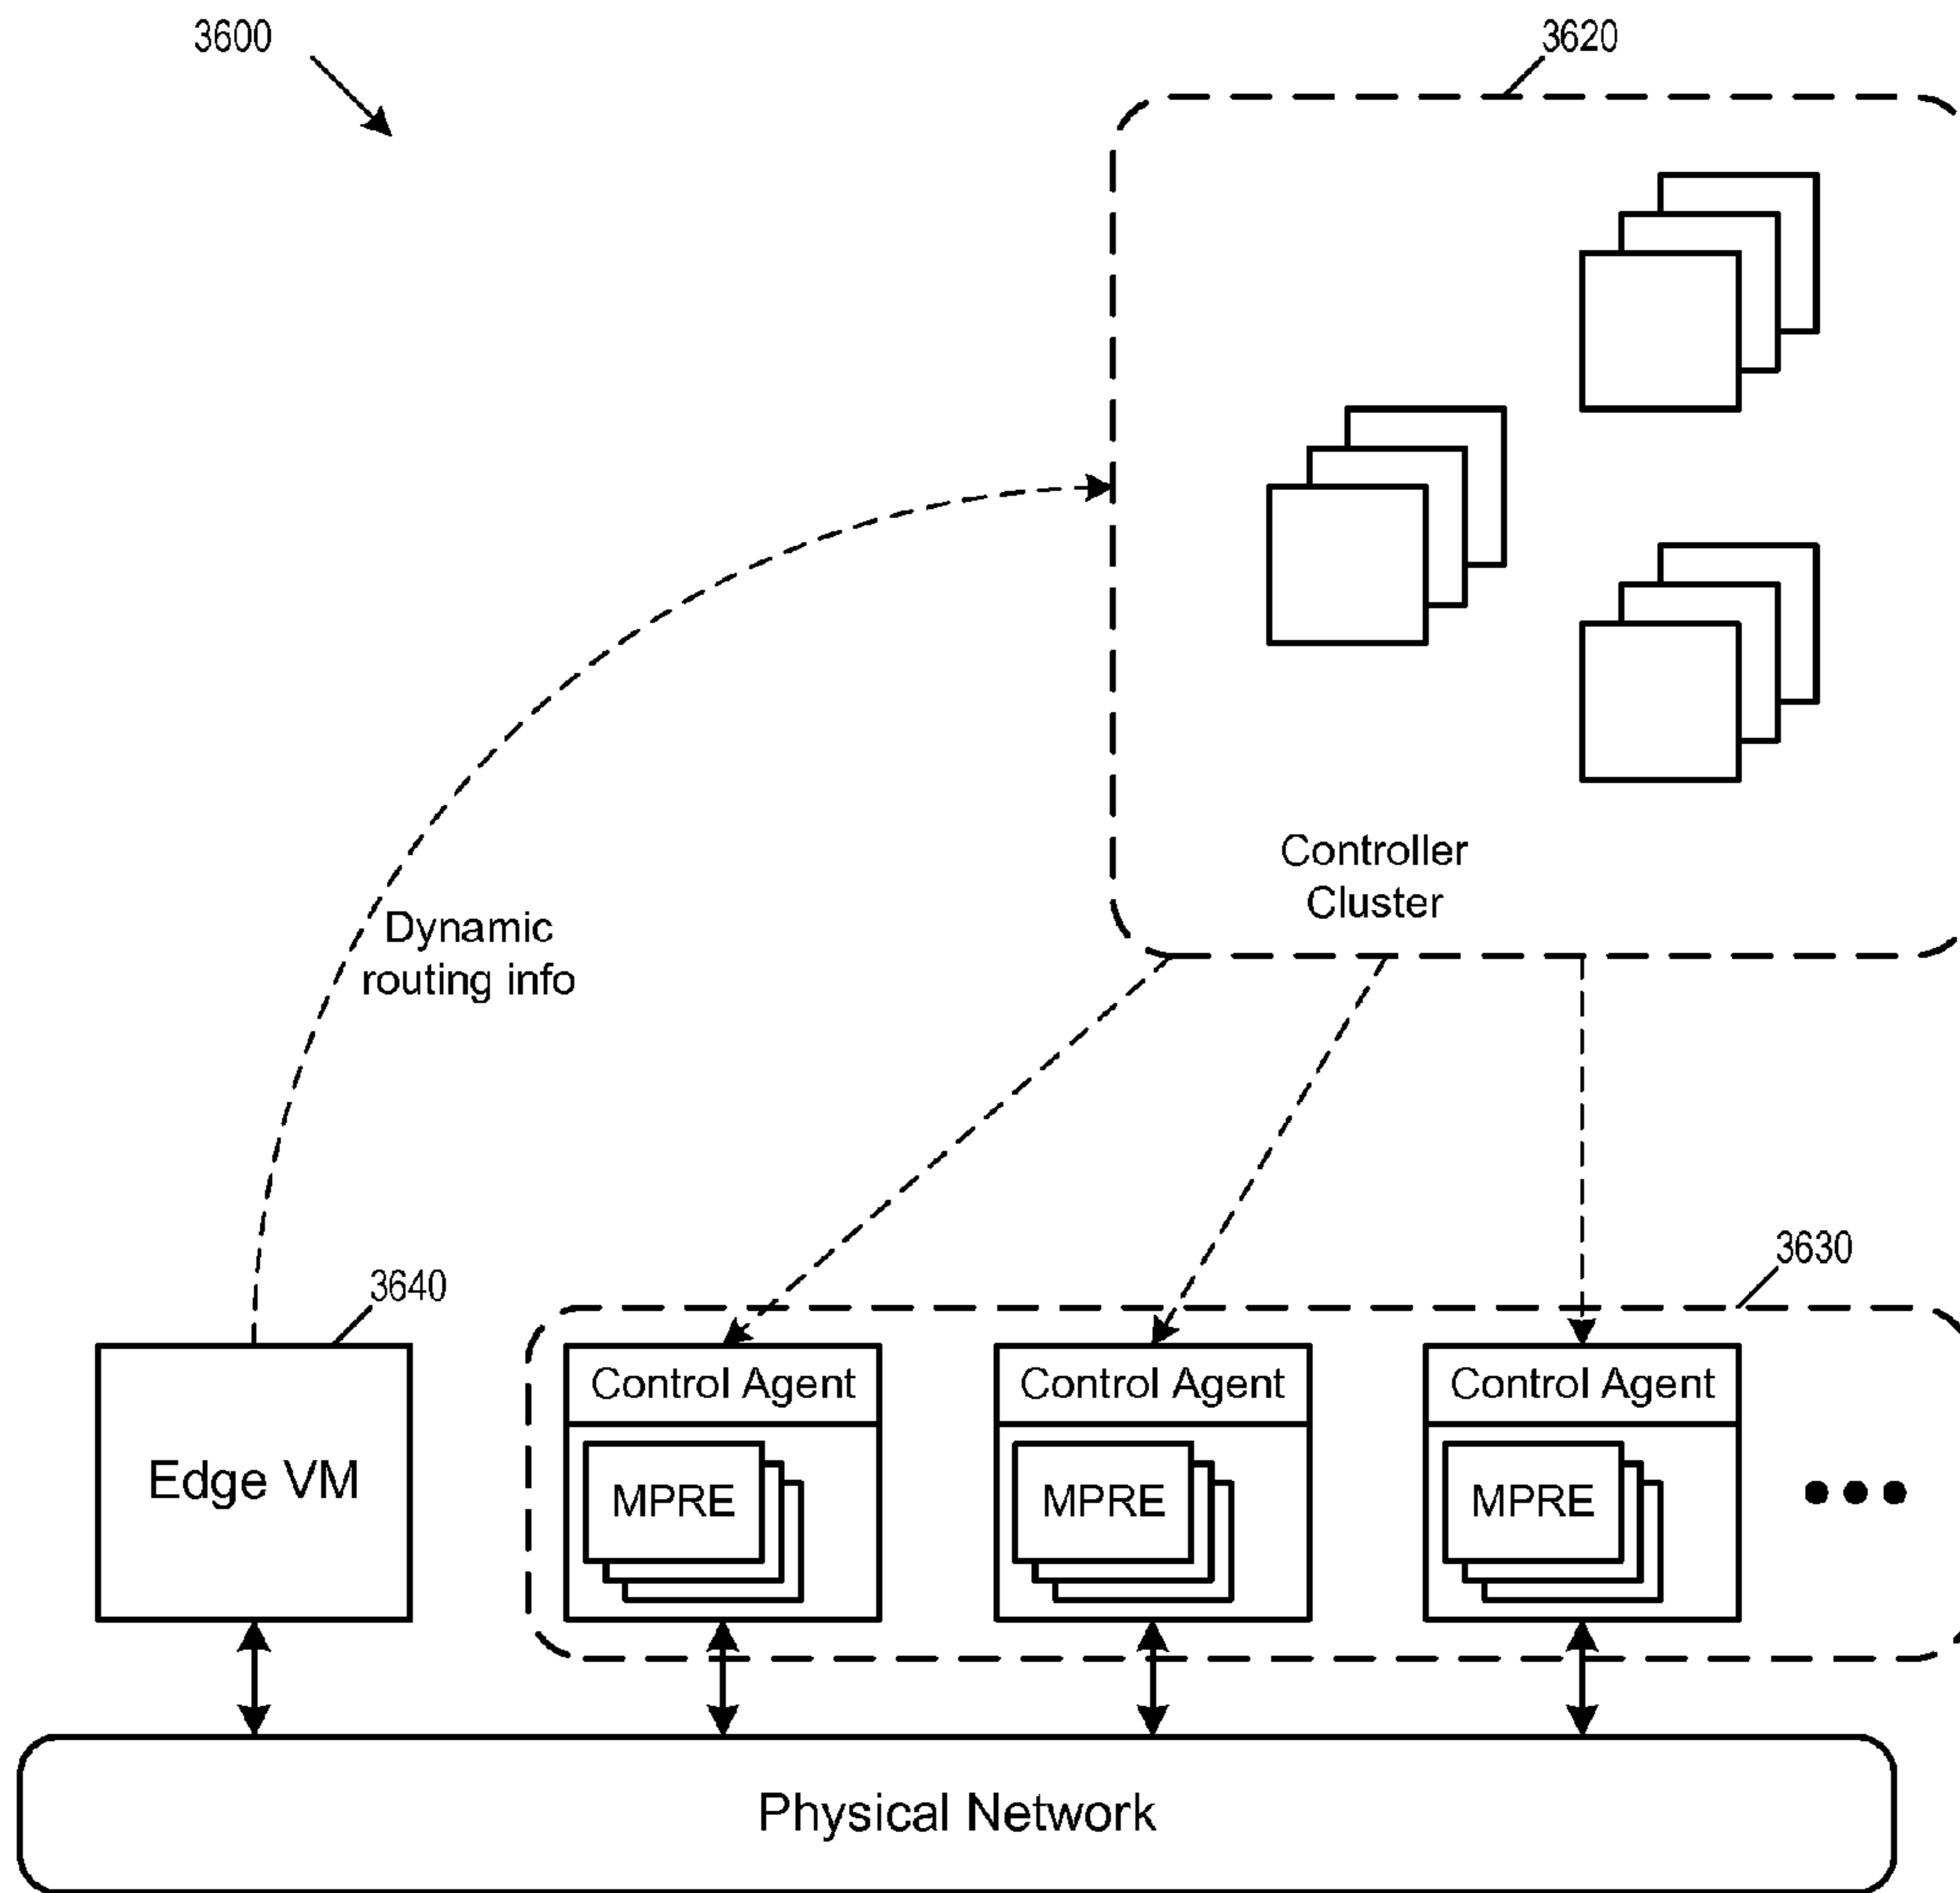 3600
3620
Controller
Cluster
Dynamic
routing info
3630
3640
Control Agent
Control Agent
Control Agent
Edge VM
MPRE
MPRE
MPRE
Physical Network